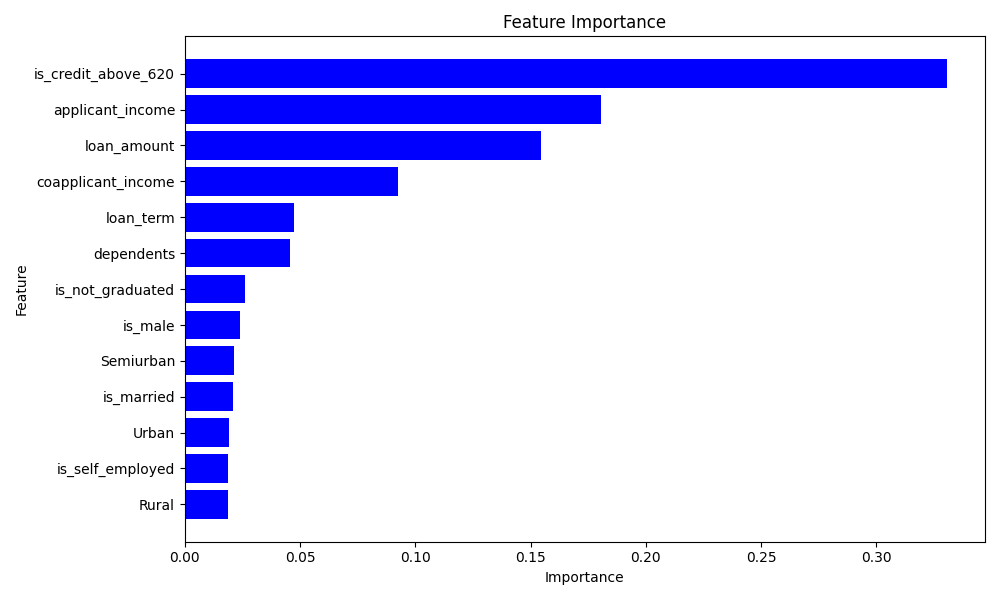 Feature Importance
Feature
is_credit_above_620
applicant_income
loan_amount
coapplicant_income
loan_term
dependents
is_not_graduated
is_male
Semiurban
is_married
Urban
is_self_employed
Rural
0.00 0.05 0.10 0.15 0.20 0.25 0.30
Importance